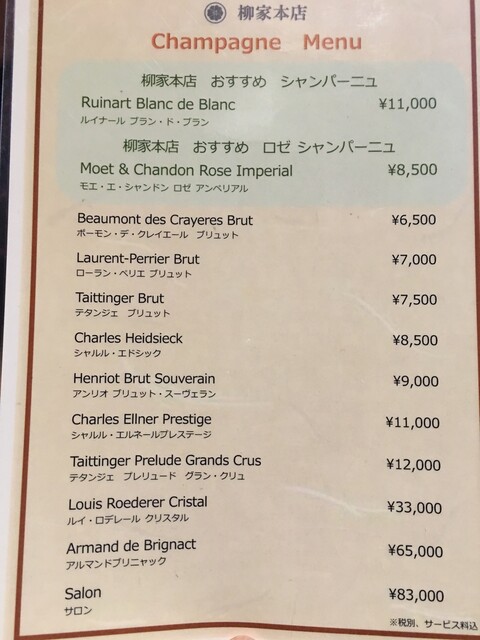 柳家本店
Champagne Menu
柳家本店 おすすめ シャンパーニュ
Ruinart Blanc de Blanc ¥11,000
ルイナール ブラン・ド・ブラン
柳家本店 おすすめ ロゼ シャンパーニュ
Moet & Chandon Rose Imperial ¥8,500
モエ・エ・シャンドン ロゼ アンペリアル
Beaumont des Crayeres Brut ¥6,500
ボーモン・デ・クレイエール ブリュット
Laurent-Perrier Brut ¥7,000
ローラン・ペリエ ブリュット
Taittinger Brut ¥7,500
テタンジェ ブリュット
Charles Heidsieck ¥8,500
シャルル・エドシック
Henriot Brut Souverain ¥9,000
アンリオ ブリュット・スーヴェラン
Charles Ellner Prestige ¥11,000
シャルル・エルネールプレステージ
Taittinger Prelude Grands Crus ¥12,000
テタンジェ プレリュード グラン・クリュ
Louis Roederer Cristal ¥33,000
ルイ・ロデレール クリスタル
Armand de Brignact ¥65,000
アルマンドブリニャック
Salon ¥83,000
サロン
※税別、サービス料込